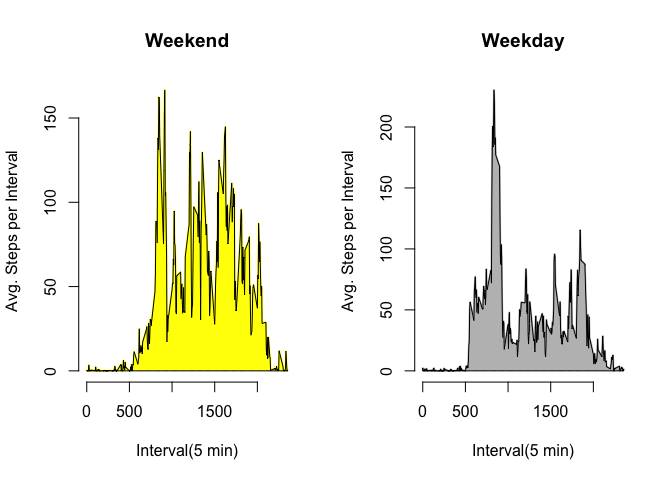 Weekend
Avg. Steps per Interval
150
100
50
0
0 500 1500
Interval(5 min)
Weekday
Avg. Steps per Interval
200
150
100
50
0
0 500 1500
Interval(5 min)